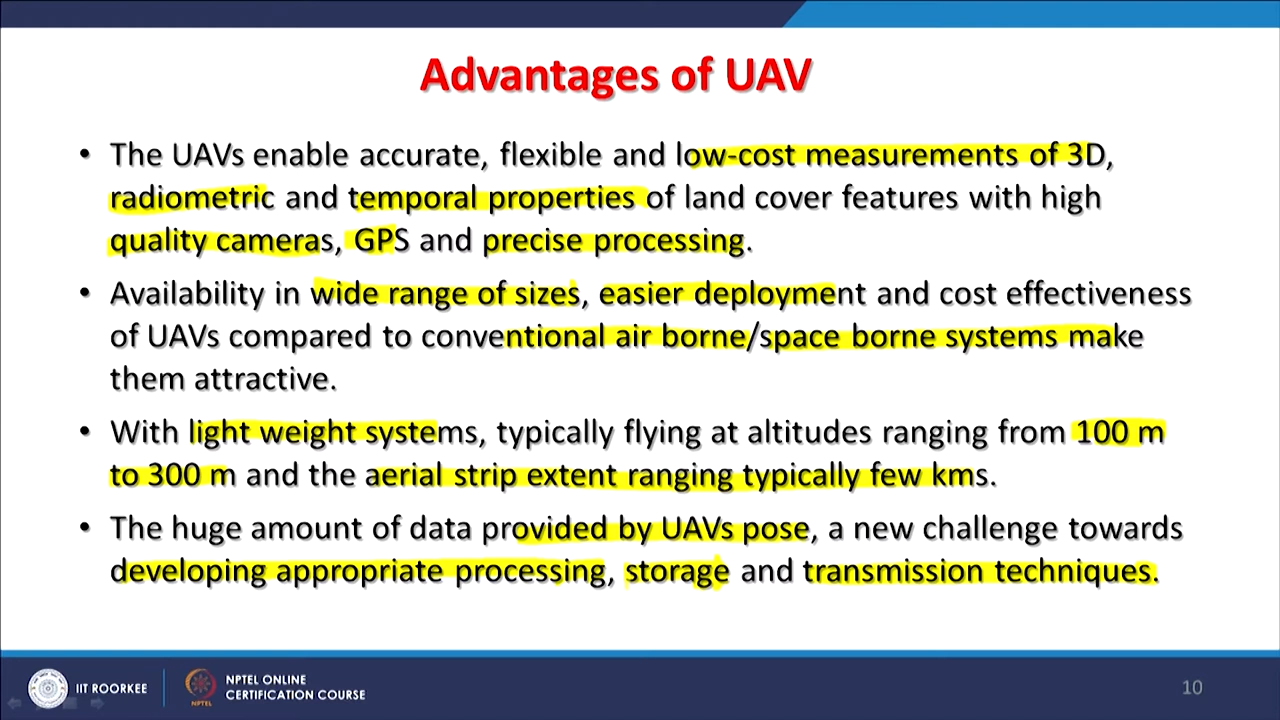 Advantages of UAV
• The UAVs enable accurate, flexible and low-cost measurements of 3D,
radiometric and temporal properties of land cover features with high
quality cameras, GPS and precise processing.
• Availability in wide range of sizes, easier deployment and cost effectiveness
of UAVs compared to conventional air borne/space borne systems make
them attractive.
• With light weight systems, typically flying at altitudes ranging from 100 m
to 300 m and the aerial strip extent ranging typically few kms.
• The huge amount of data provided by UAVs pose, a new challenge towards
developing appropriate processing, storage and transmission techniques.
IIT ROORKEE
NPTEL
NPTEL ONLINE
CERTIFICATION COURSE
10